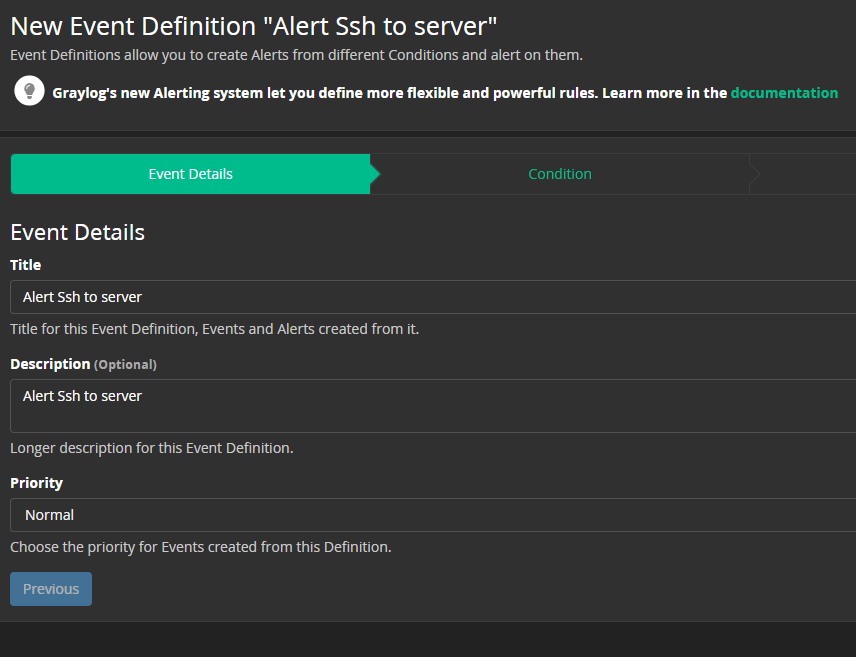 New Event Definition "Alert Ssh to server"
Event Definitions allow you to create Alerts from different Conditions and alert on them.
Graylog's new Alerting system let you define more flexible and powerful rules. Learn more in the documentation
Event Details
Condition
Event Details
Title
Alert Ssh to server
Title for this Event Definition, Events and Alerts created from it.
Description (Optional)
Alert Ssh to server
Longer description for this Event Definition.
Priority
Normal
Choose the priority for Events created from this Definition.
Previous